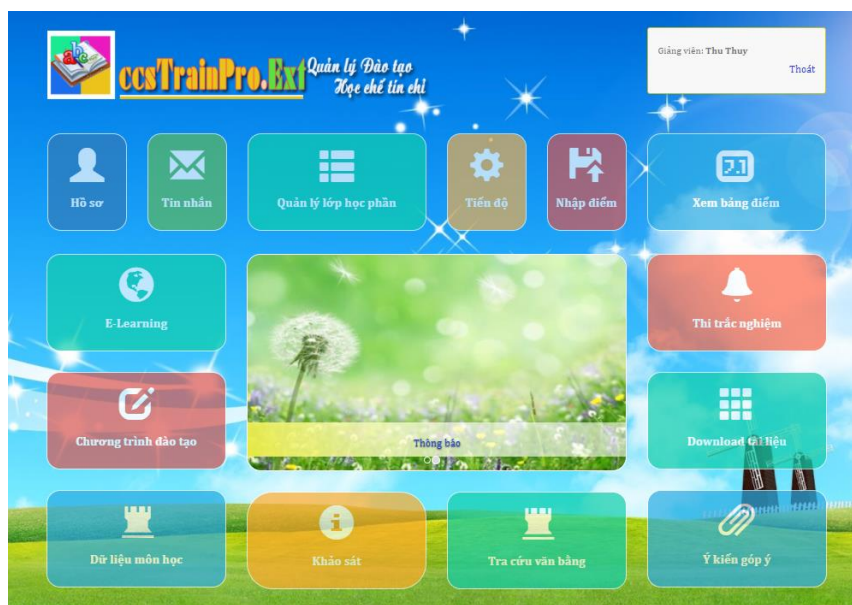 abc
ccsTrainPro.Ext
Quản lý Đào tạo
Học chế tín chỉ
Giảng viên: Thu Thuy
Thoát
Hồ sơ
Tin nhắn
Quản lý lớp học phần
Tiến độ
Nhập điểm
Xem bảng điểm
E-Learning
Thông báo
Thi trắc nghiệm
Chương trình đào tạo
Download tài liệu
Dữ liệu môn học
Khảo sát
Tra cứu văn bằng
Ý kiến góp ý